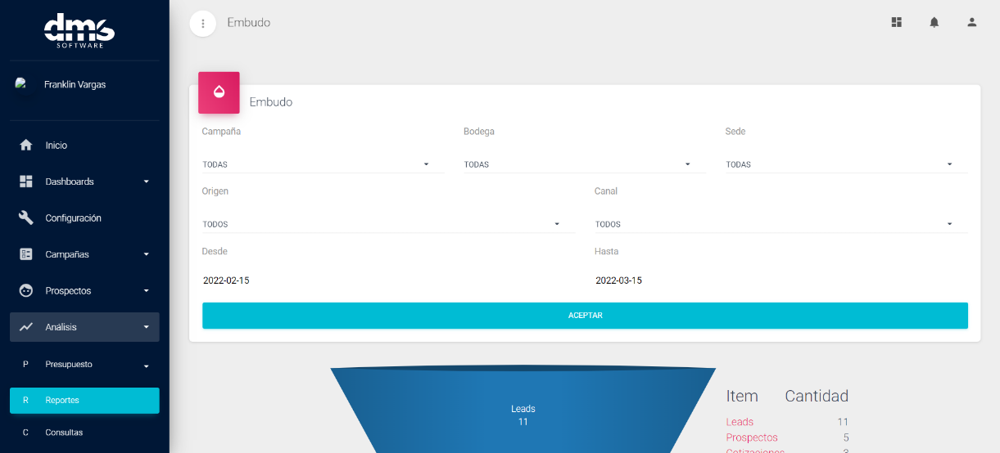 dms
SOFTWARE
Franklin Vargas
Inicio
Dashboards
Configuración
Campañas
Prospectos
Análisis
P Presupuesto
R Reportes
C Consultas
Embudo
Embudo
Campaña Bodega Sede
TODAS TODAS TODAS
Origen Canal
TODOS TODOS
Desde Hasta
2022-02-15 2022-03-15
ACEPTAR
Leads
11
Item Cantidad
Leads 11
Prospectos 5
Cotizaciones 3